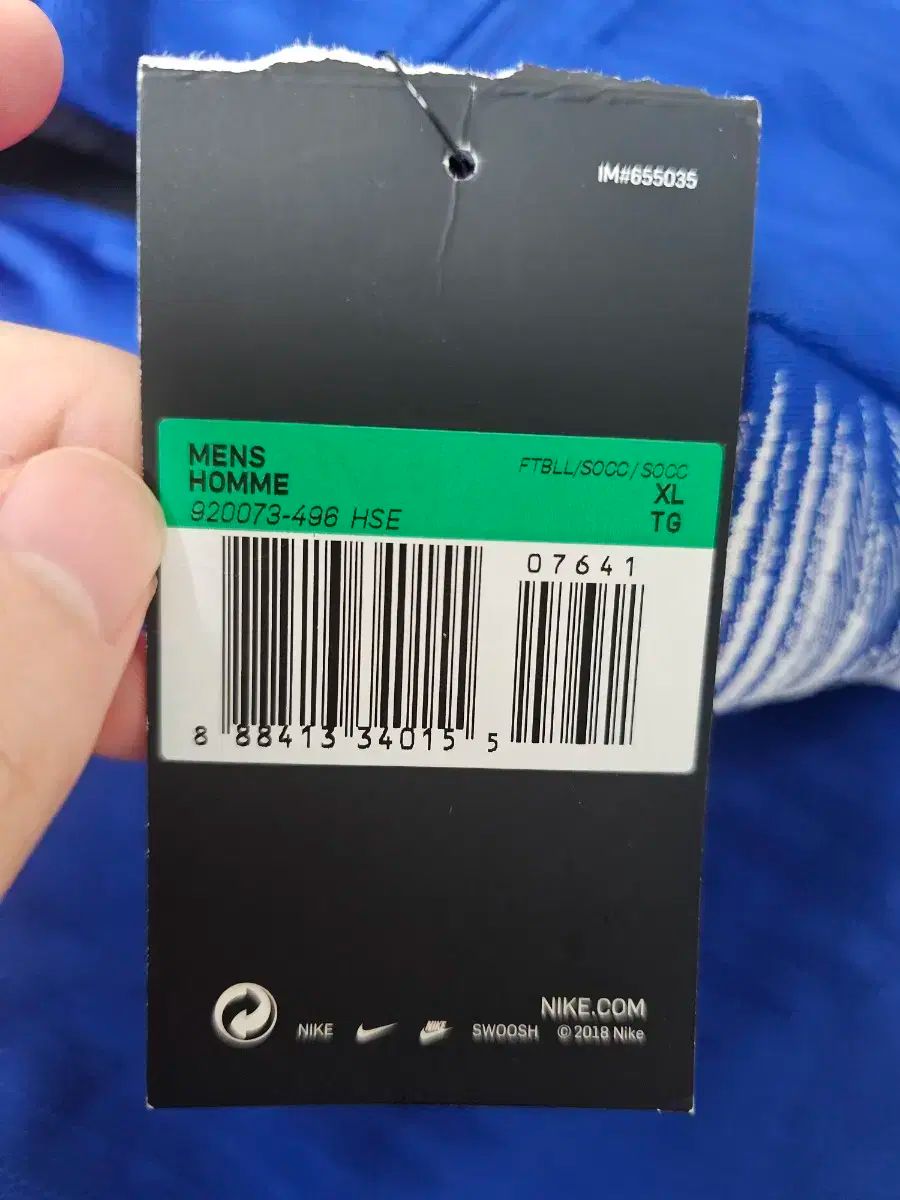 IM#655035
MENS
HOMME
920073-496 HSE
FTBLL/SOCC/SOCC
XL
TG
07641
8 88413 34015 5
NIKE.COM
NIKE NIKE SWOOSH © 2018 Nike